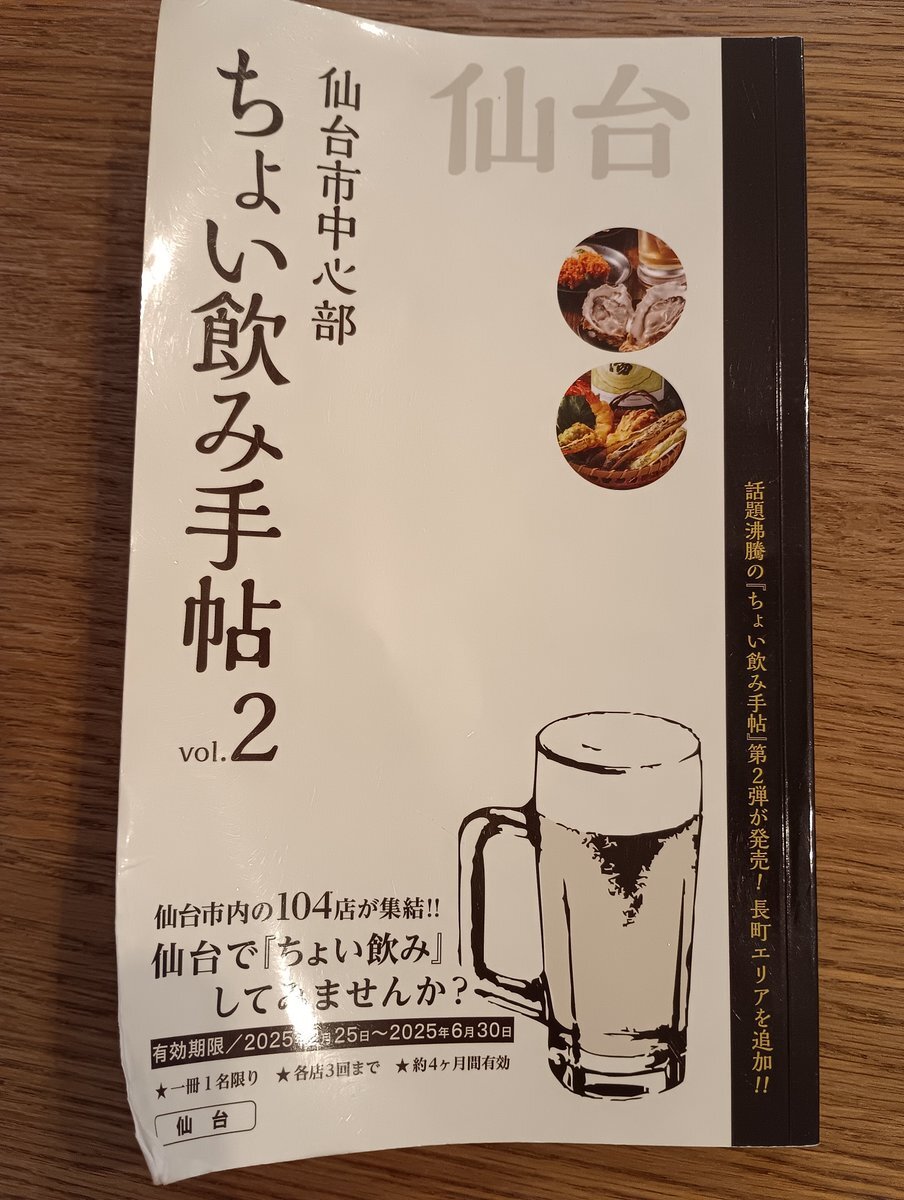 仙台
仙台市中心部
ちょい飲み手帖
vol.2
話題沸騰の『ちょい飲み手帖』第2弾が発売！長町エリアを追加!!
仙台市内の104店が集結!!
仙台で『ちょい飲み』
してみませんか？
有効期限／2025年2月25日～2025年6月30日
★一冊1名限り ★各店3回まで ★約4ヶ月間有効
仙台